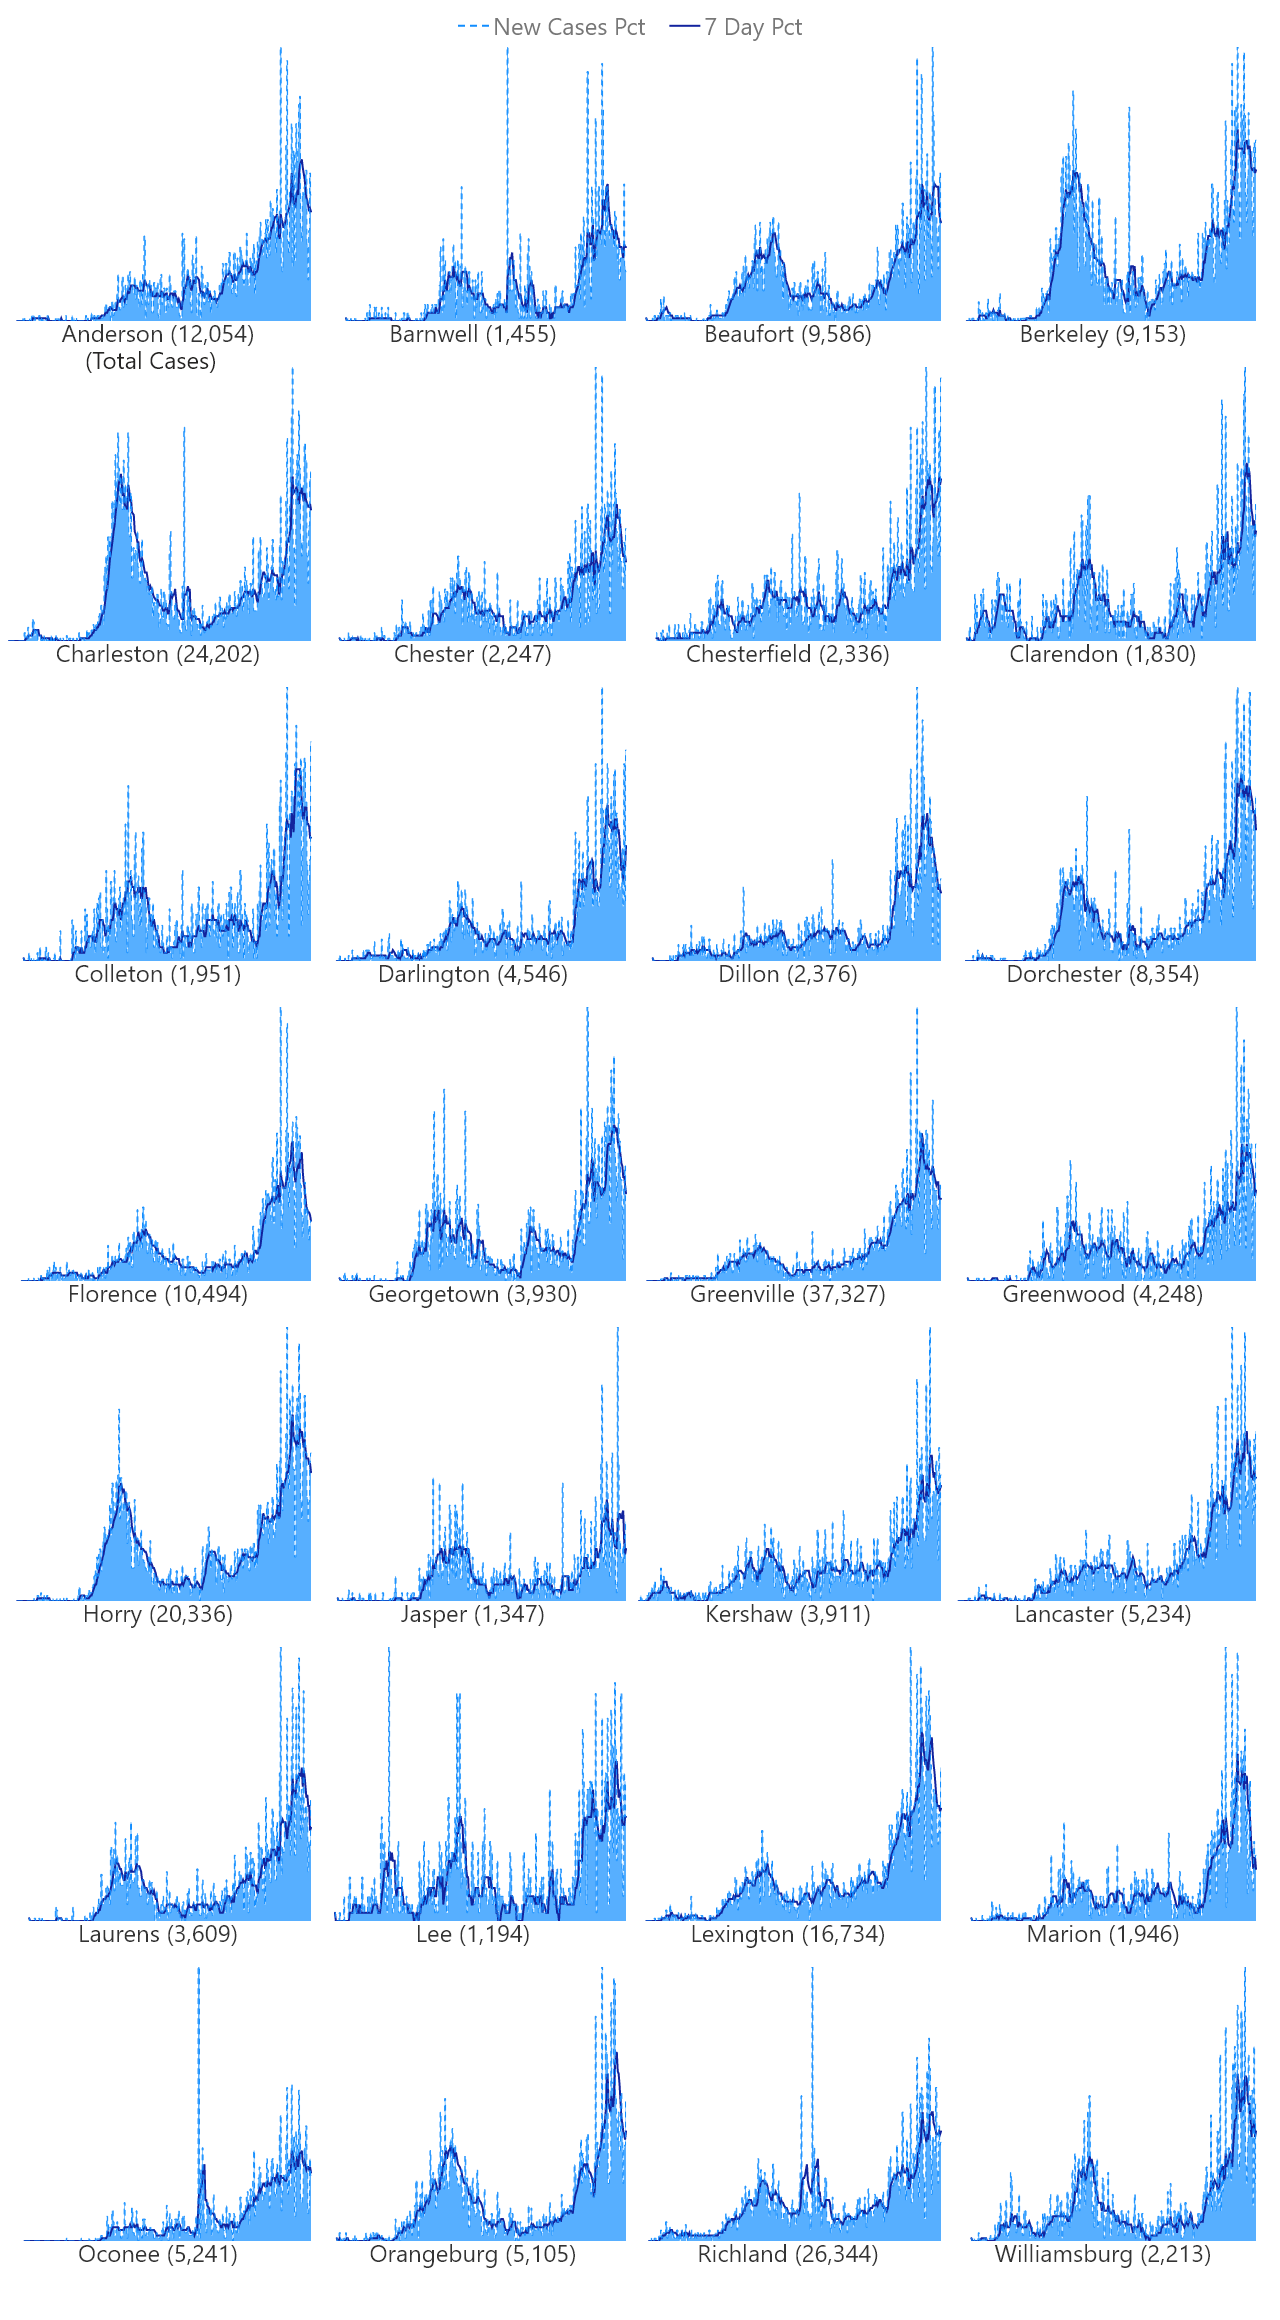 New Cases Pct 7 Day Pct
Anderson (12,054) Barnwell (1,455) Beaufort (9,586) Berkeley (9,153)
(Total Cases)
Charleston (24,202) Chester (2,247) Chesterfield (2,336) Clarendon (1,830)
Colleton (1,951) Darlington (4,546) Dillon (2,376) Dorchester (8,354)
Florence (10,494) Georgetown (3,930) Greenville (37,327) Greenwood (4,248)
Horry (20,336) Jasper (1,347) Kershaw (3,911) Lancaster (5,234)
Laurens (3,609) Lee (1,194) Lexington (16,734) Marion (1,946)
Oconee (5,241) Orangeburg (5,105) Richland (26,344) Williamsburg (2,213)